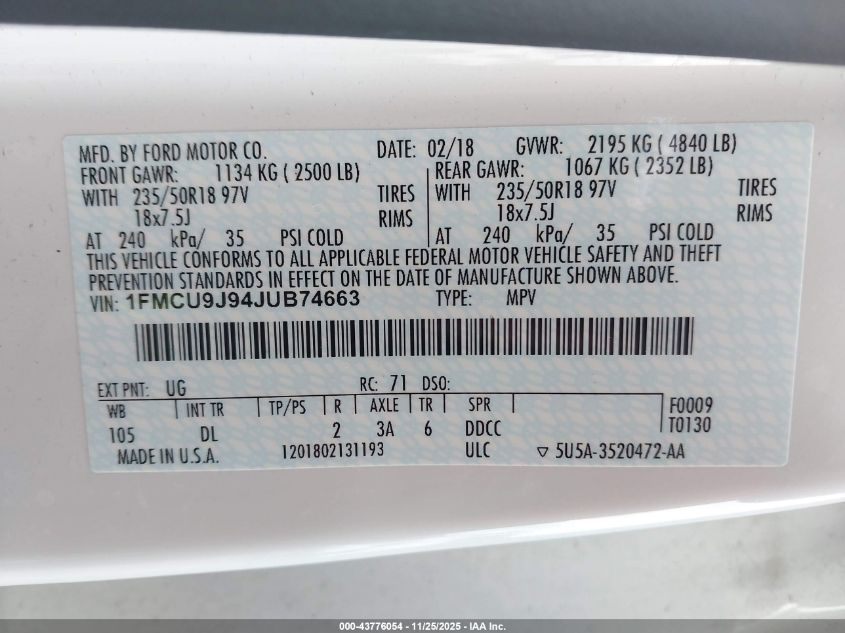 MFD. BY FORD MOTOR CO. DATE: 02/18 GVWR: 2195 KG ( 4840 LB)
FRONT GAWR: 1134 KG ( 2500 LB) REAR GAWR: 1067 KG ( 2352 LB)
WITH 235/50R18 97V TIRES WITH 235/50R18 97V TIRES
18x7.5J RIMS 18x7.5J RIMS
AT 240 kPa/ 35 PSI COLD AT 240 kPa/ 35 PSI COLD
THIS VEHICLE CONFORMS TO ALL APPLICABLE FEDERAL MOTOR VEHICLE SAFETY AND THEFT
PREVENTION STANDARDS IN EFFECT ON THE DATE OF MANUFACTURE SHOWN ABOVE.
VIN: 1FMCU9J94JUB74663 TYPE: MPV
EXT PNT: UG RC: 71 DSO:
WB INT TR TP/PS R AXLE TR SPR F0009
105 DL 2 3A 6 DDCC T0130
MADE IN U.S.A. 1201802131193 ULC ▽ 5U5A-3520472-AA
000-43776054 - 11/25/2025 - IAA Inc.